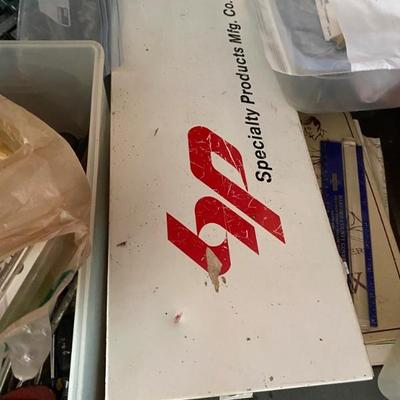 sp
Specialty Products Mfg. Co.